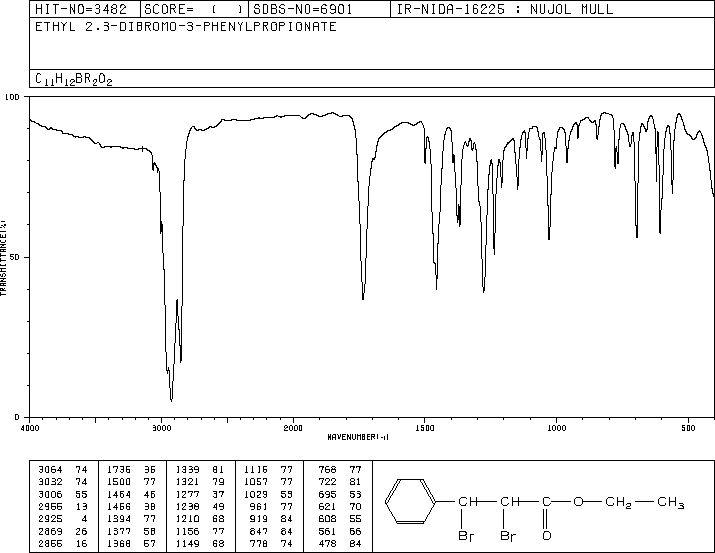 HIT-NO=3482 SCORE= ( ) SDBS-NO=6901 IR-NIDA-16225 : NUJOL MULL
ETHYL 2,3-DIBROMO-3-PHENYLPROPIONATE
C11H12BR2O2
100
50
0
TRANSMITTANCE(%)
4000 3000 2000 1500 1000 500
WAVENUMBER(-1)
3064 74 1736 36 1339 81 1116 77 768 77
3032 74 1500 77 1321 79 1057 77 722 81
3006 55 1464 46 1277 37 1029 53 695 53
2955 13 1456 38 1238 49 961 77 621 70
2925 4 1394 77 1210 68 919 84 608 55
2869 26 1377 58 1156 77 847 84 561 66
2855 16 1368 57 1149 68 778 74 478 84
CH CH C O CH2 CH3
Br Br O